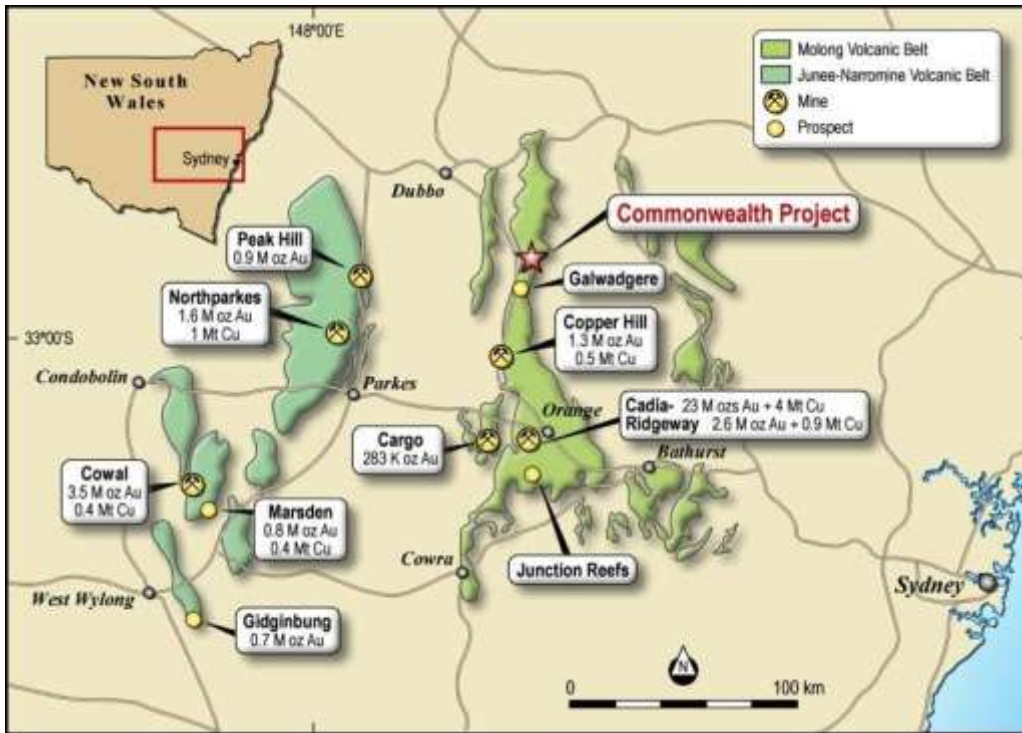 148º00'E
New South
Wales
Sydney
Molong Volcanic Belt
Junee-Narromine Volcanic Belt
Mine
Prospect
Dubbo
Commonwealth Project
Peak Hill
0.9 M oz Au
Galwadgere
Northparkes
1.6 M oz Au
1 Mt Cu
Copper Hill
1.3 M oz Au
0.5 Mt Cu
33º00'S
Condobolin
Parkes
Orange
Cadia- 23 M ozs Au + 4 Mt Cu
Ridgeway 2.6 M oz Au + 0.9 Mt Cu
Cargo
283 K oz Au
Bathurst
Cowal
3.5 M oz Au
0.4 Mt Cu
Marsden
0.8 M oz Au
0.4 Mt Cu
Cowra
Junction Reefs
Sydney
West Wylong
Gidginbung
0.7 M oz Au
N
0
100 km